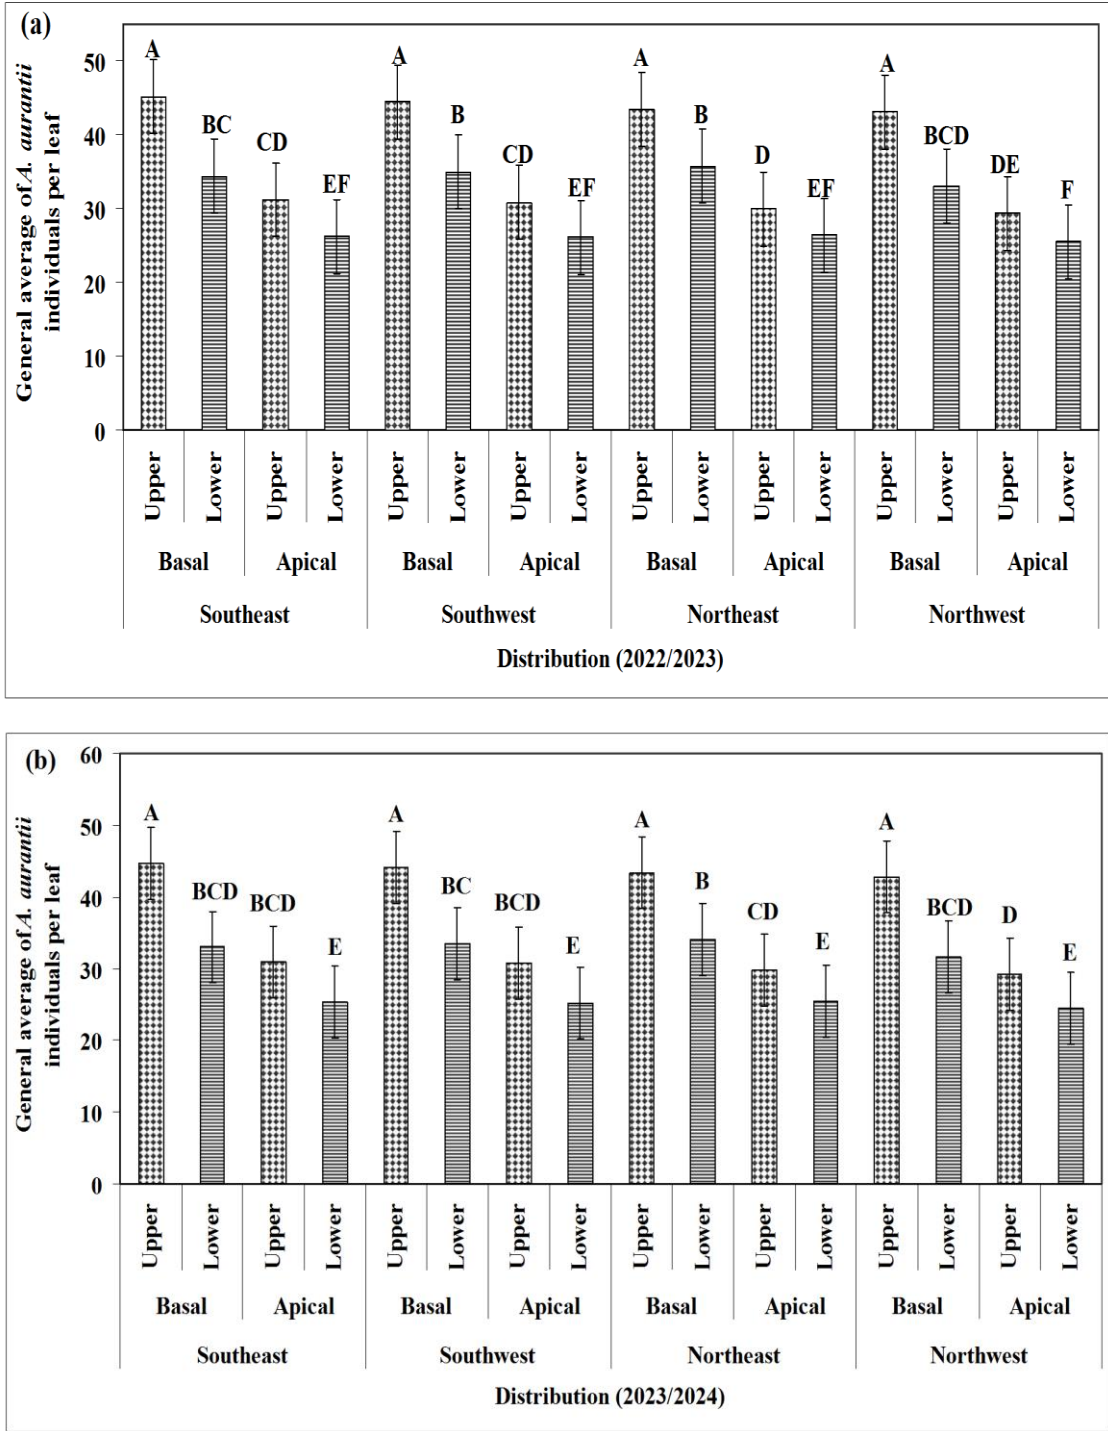 (a)
General average of A. aurantii
individuals per leaf
50
40
30
20
10
0
A BC CD EF A B CD EF A B D EF A BCD DE F
Upper Lower Upper Lower Upper Lower Upper Lower Upper Lower Upper Lower Upper Lower Upper Lower
Basal Apical Basal Apical Basal Apical Basal Apical
Southeast Southwest Northeast Northwest
Distribution (2022/2023)
(b)
General average of A. aurantii
individuals per leaf
60
50
40
30
20
10
0
A BCD BCD E A BC BCD E A B CD E A BCD D E
Upper Lower Upper Lower Upper Lower Upper Lower Upper Lower Upper Lower Upper Lower Upper Lower
Basal Apical Basal Apical Basal Apical Basal Apical
Southeast Southwest Northeast Northwest
Distribution (2023/2024)